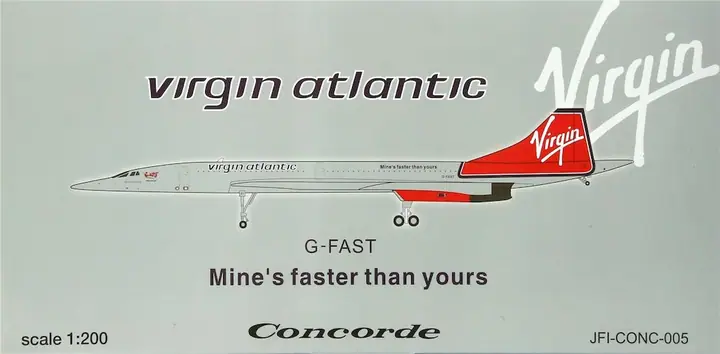 Virgin
virgin atlantic
Virgin
virgin atlantic
Mine's faster than yours
G-FAST
G-FAST
Mine's faster than yours
scale 1:200
Concorde
JFI-CONC-005